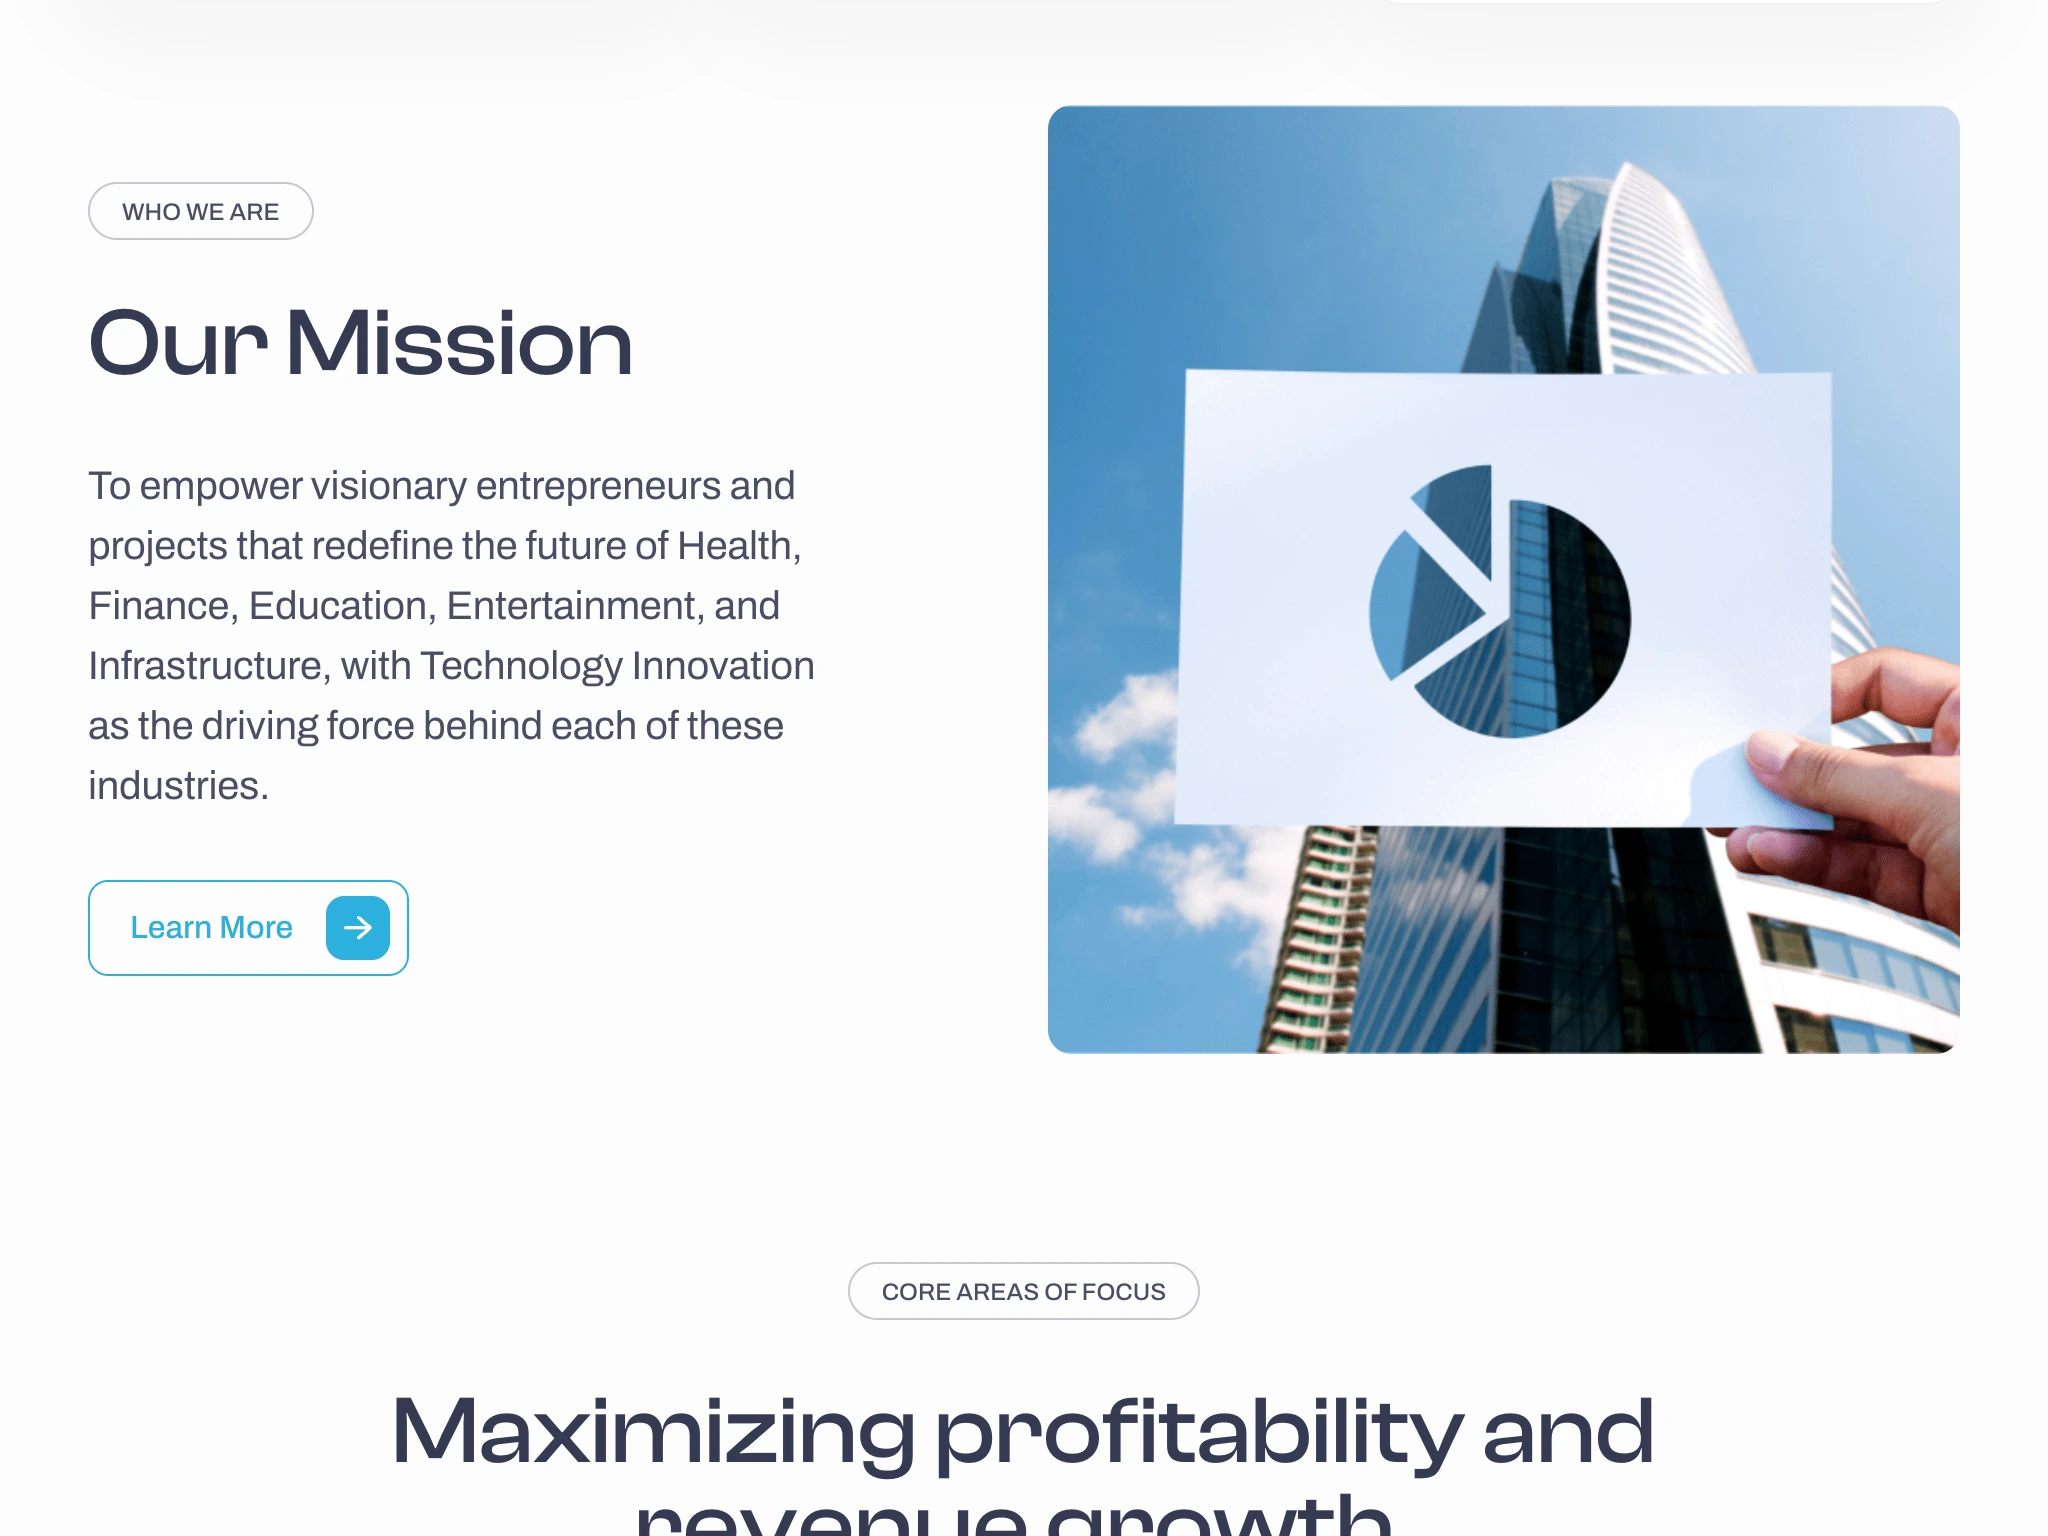 WHO WE ARE
Our Mission
To empower visionary entrepreneurs and
projects that redefine the future of Health,
Finance, Education, Entertainment, and
Infrastructure, with Technology Innovation
as the driving force behind each of these
industries.
Learn More
CORE AREAS OF FOCUS
Maximizing profitability and
revenue growth